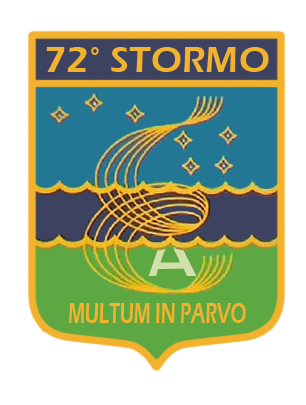 72° STORMO
H
MULTUM IN PARVO